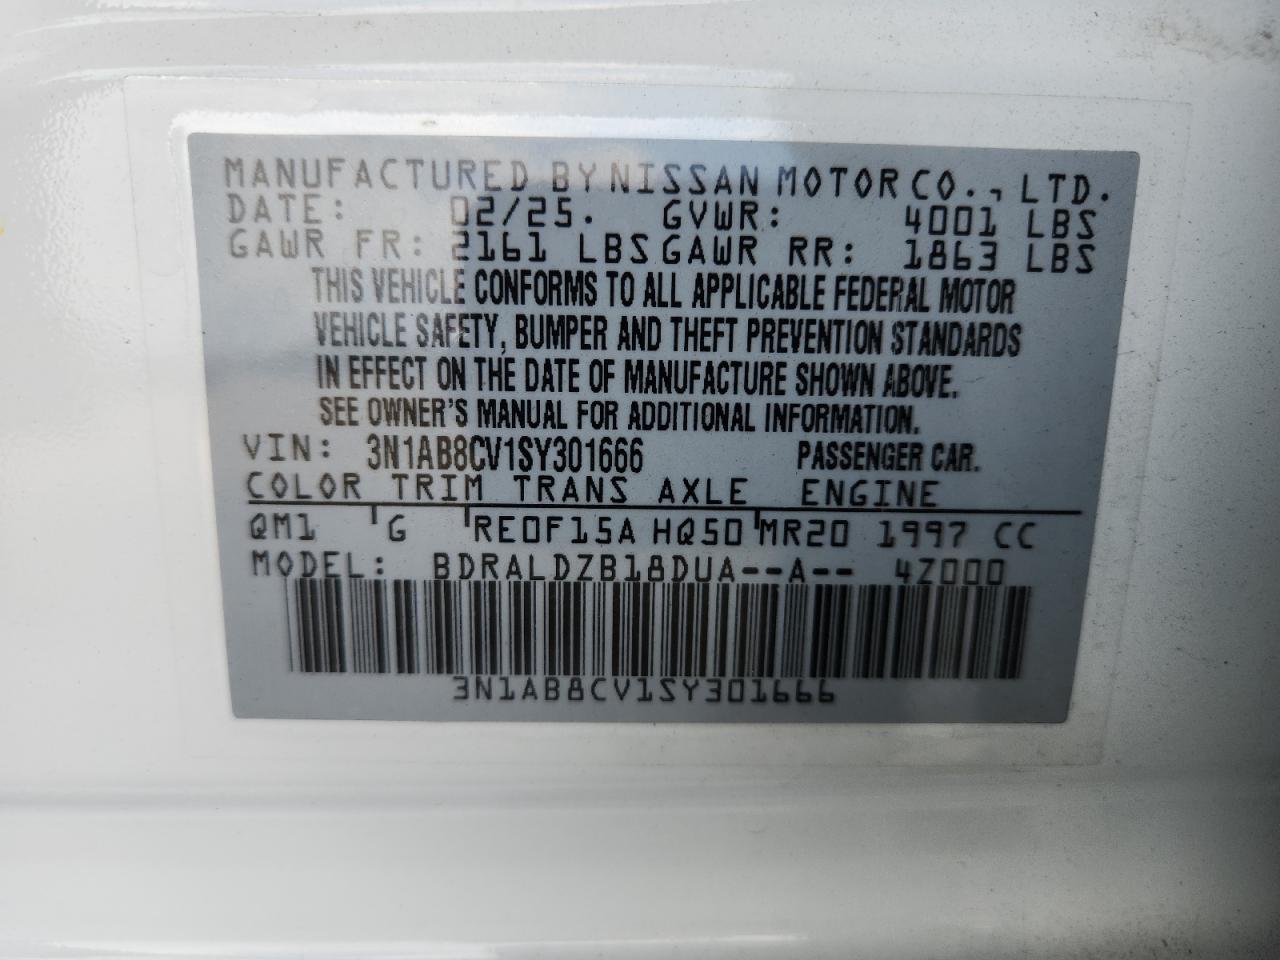 MANUFACTURED BY NISSAN MOTOR CO., LTD.
DATE: 02/25. GVWR: 4001 LBS
GAWR FR: 2161 LBS GAWR RR: 1863 LBS
THIS VEHICLE CONFORMS TO ALL APPLICABLE FEDERAL MOTOR
VEHICLE SAFETY, BUMPER AND THEFT PREVENTION STANDARDS
IN EFFECT ON THE DATE OF MANUFACTURE SHOWN ABOVE.
SEE OWNER'S MANUAL FOR ADDITIONAL INFORMATION.
VIN: 3N1AB8CV1SY301666 PASSENGER CAR.
COLOR TRIM TRANS AXLE ENGINE
QM1 G RE0F15A HQ50 MR20 1997 CC
MODEL: BDRALDZB18DUA--A-- 4Z000
3N1AB8CV1SY301666